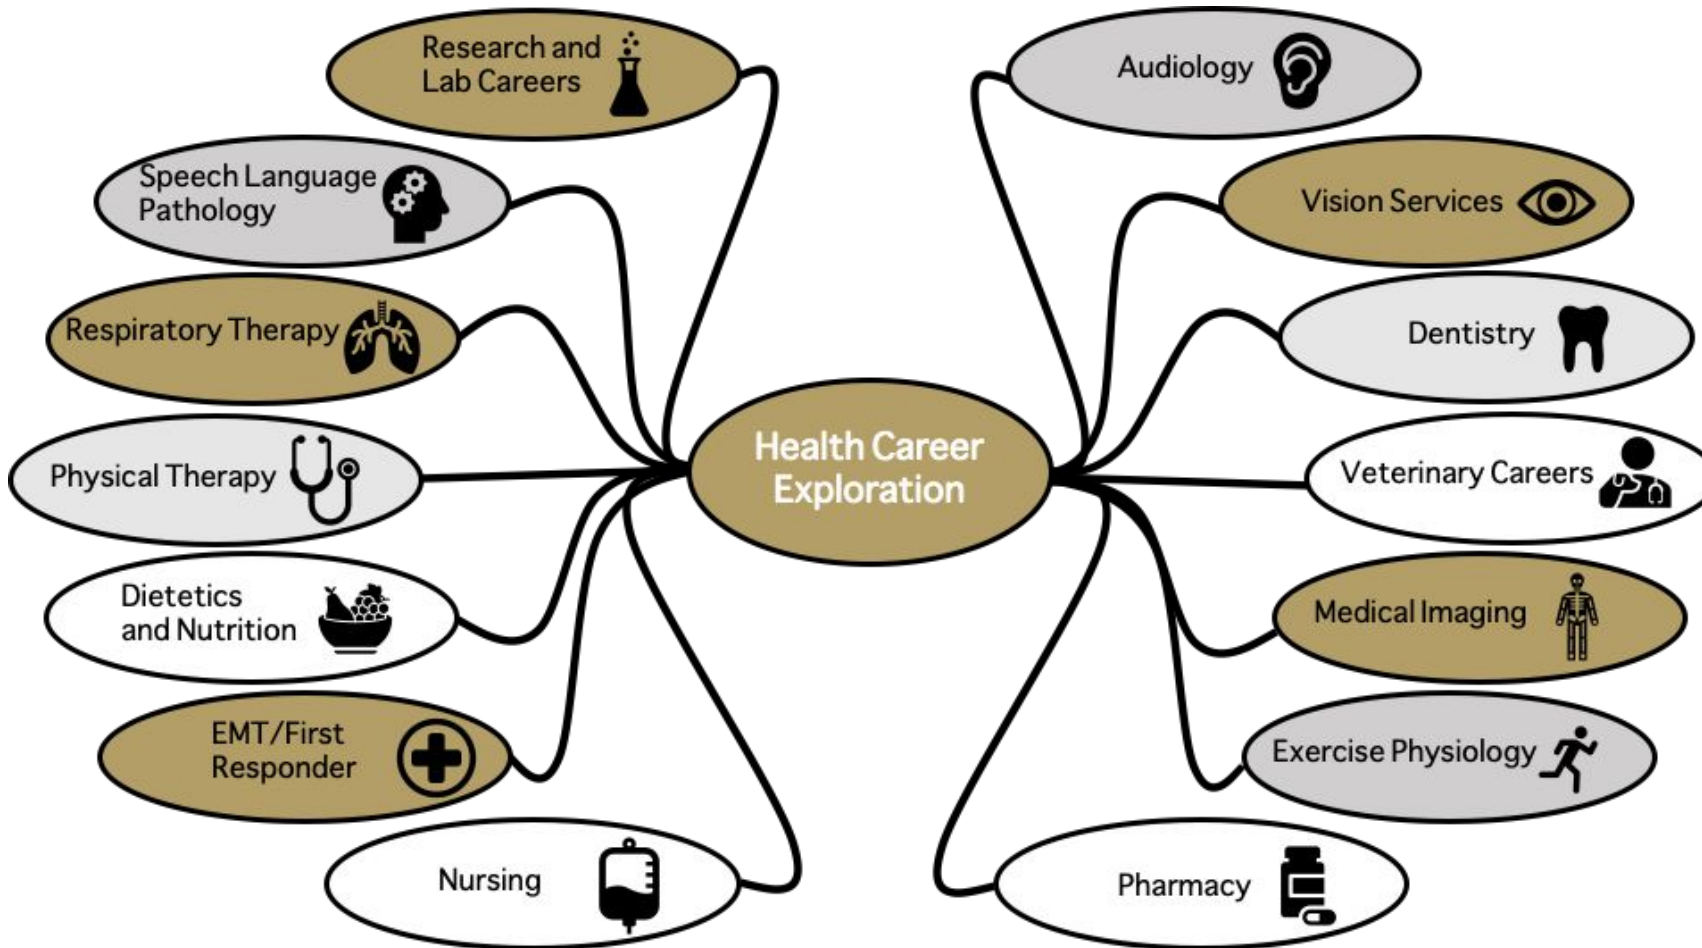 Research and
Lab Careers
Speech Language
Pathology
Respiratory Therapy
Physical Therapy
Dietetics
and Nutrition
EMT/First
Responder
Nursing
Health Career
Exploration
Audiology
Vision Services
Dentistry
Veterinary Careers
Medical Imaging
Exercise Physiology
Pharmacy